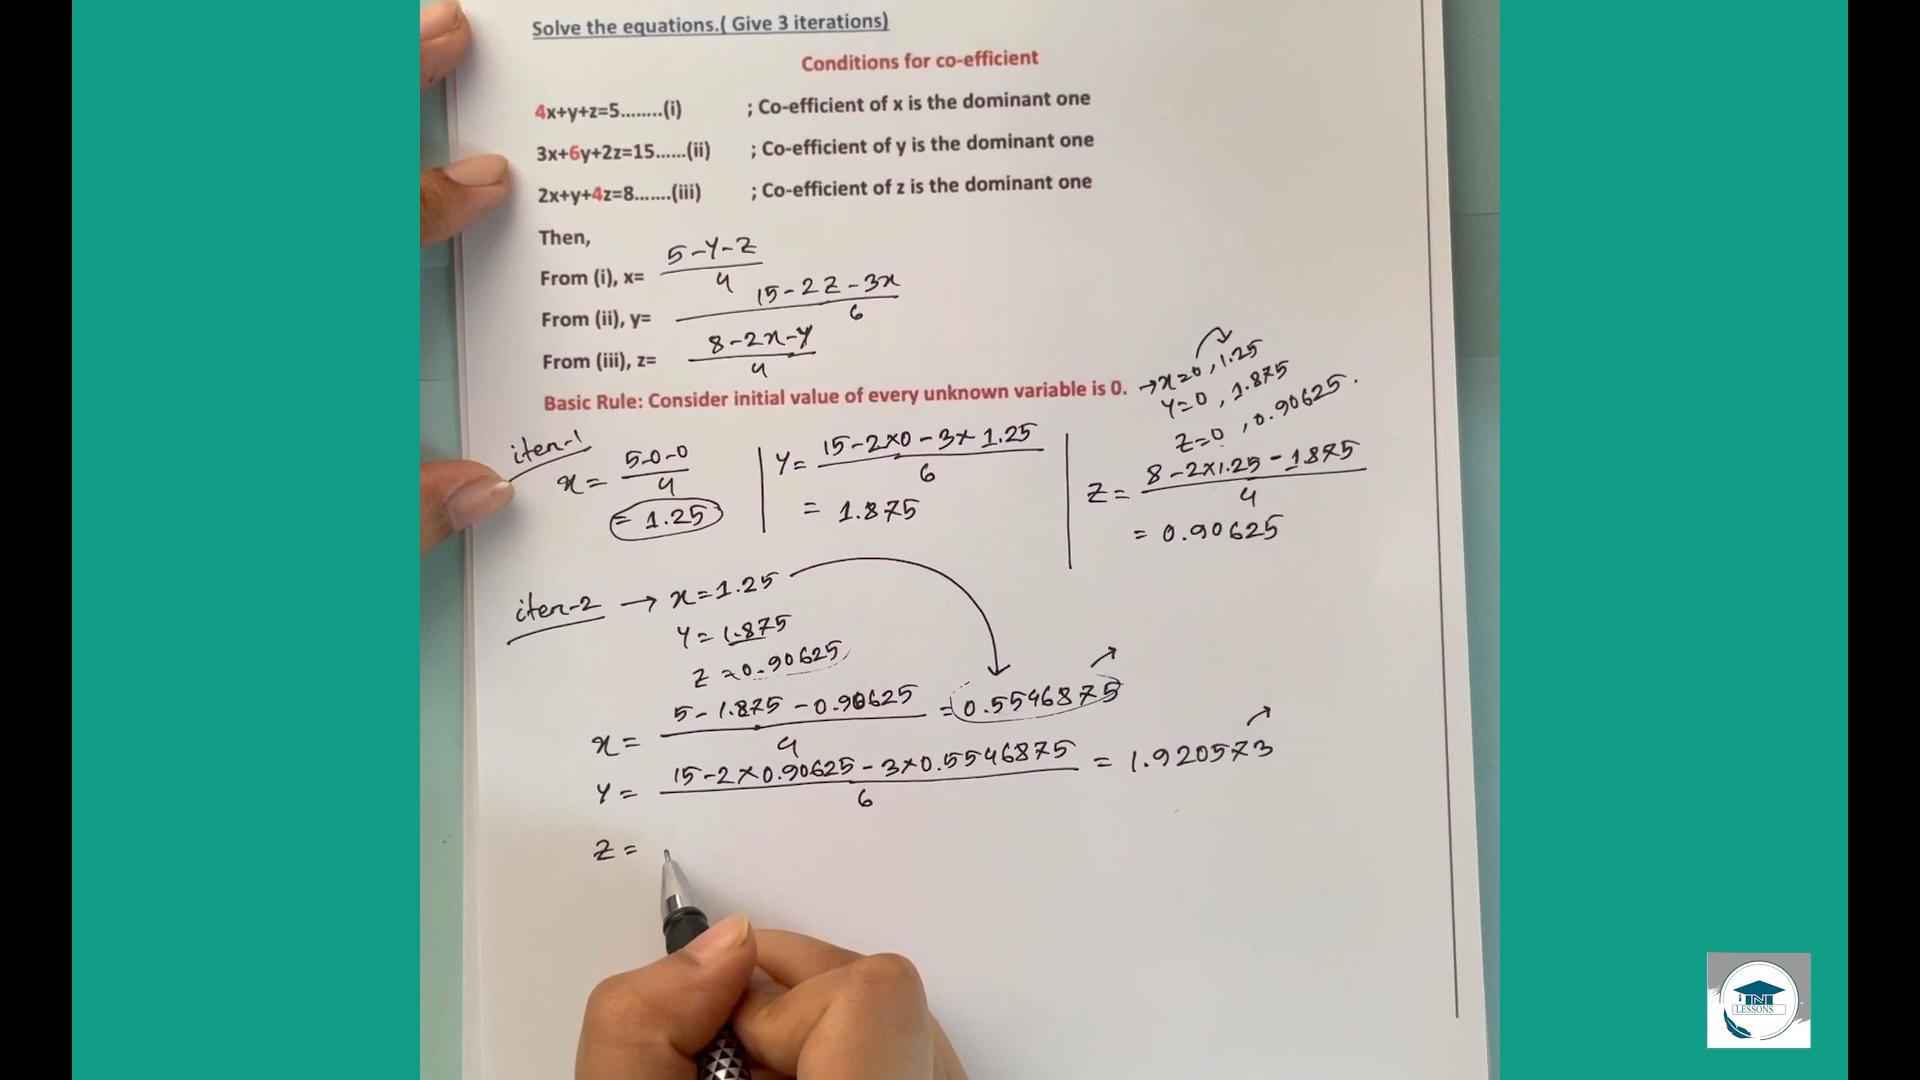 Solve the equations.( Give 3 iterations)
Conditions for co-efficient
4x+y+z=5........(i) ; Co-efficient of x is the dominant one
3x+6y+2z=15......(ii) ; Co-efficient of y is the dominant one
2x+y+4z=8.......(iii) ; Co-efficient of z is the dominant one
Then,
From (i), x= 5-Y-Z / 4
From (ii), y= 15-2Z-3x / 6
From (iii), z= 8-2x-y / 4
Basic Rule: Consider initial value of every unknown variable is 0. → x=0, 1.25
Y=0, 1.875
Z=0, 0.90625.
iter-1
x= 5-0-0 / 4
= 1.25
Y= 15-2×0-3×1.25 / 6
= 1.875
Z= 8-2×1.25-1.875 / 4
= 0.90625
iter-2 → x=1.25
Y=1.875
Z=0.90625
x= 5-1.875-0.90625 / 4 = 0.5546875
Y= 15-2×0.90625-3×0.5546875 / 6 = 1.920573
Z=
LESSONS